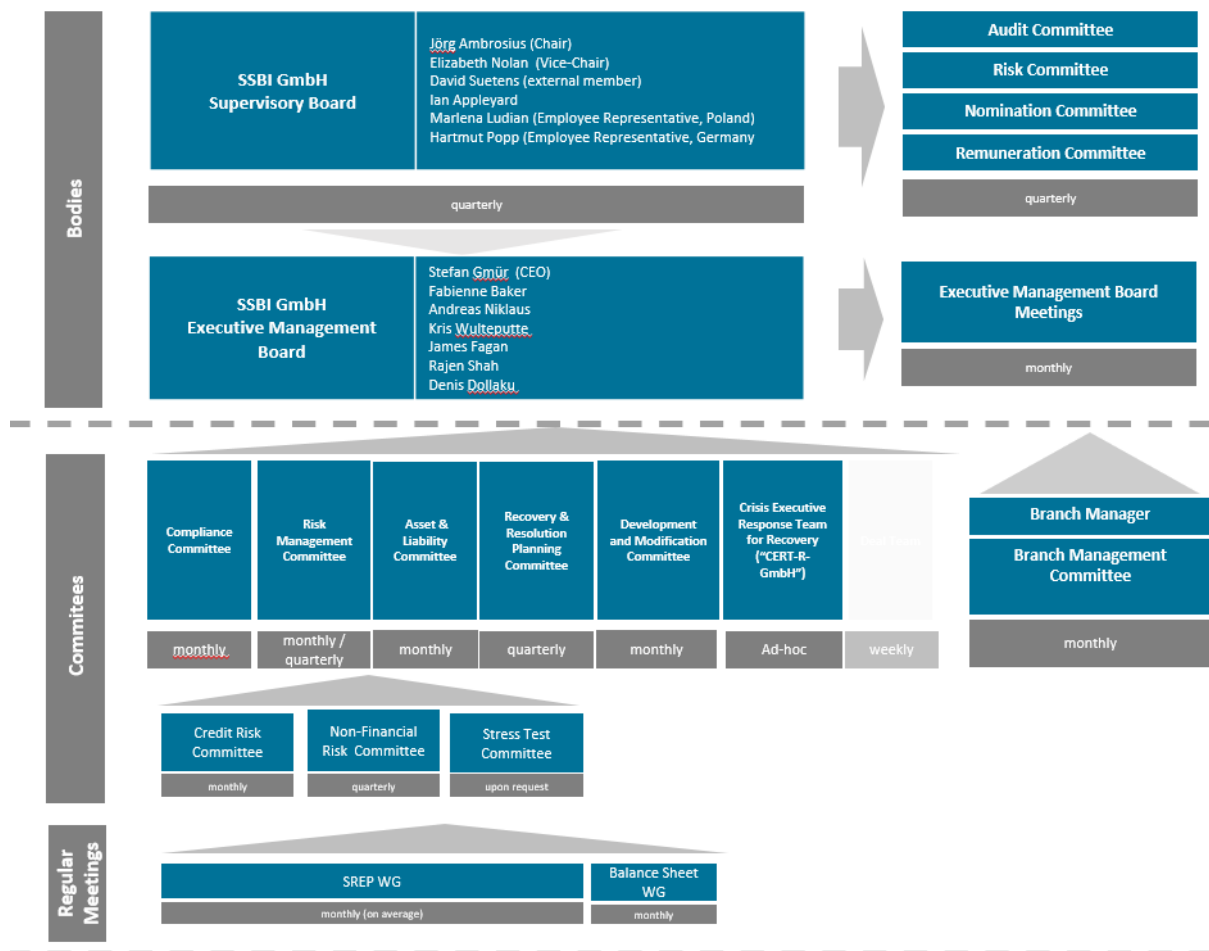 Bodies
SSBI GmbH
Supervisory Board
Jörg Ambrosius (Chair)
Elizabeth Nolan (Vice-Chair)
David Suetens (external member)
Ian Appleyard
Marlena Ludian (Employee Representative, Poland)
Hartmut Popp (Employee Representative, Germany
quarterly
Audit Committee
Risk Committee
Nomination Committee
Remuneration Committee
quarterly
SSBI GmbH
Executive Management
Board
Stefan Gmür (CEO)
Fabienne Baker
Andreas Niklaus
Kris Wulteputte
James Fagan
Rajen Shah
Denis Dollaku
Executive Management Board
Meetings
monthly
Commitees
Compliance
Committee
monthly
Risk
Management
Committee
monthly /
quarterly
Asset &
Liability
Committee
monthly
Recovery &
Resolution
Planning
Committee
quarterly
Development
and Modification
Committee
monthly
Crisis Executive
Response Team
for Recovery
("CERT-R-
GmbH")
Ad-hoc
weekly
Branch Manager
Branch Management
Committee
monthly
Credit Risk
Committee
monthly
Non-Financial
Risk Committee
quarterly
Stress Test
Committee
upon request
Regular
Meetings
SREP WG
monthly (on average)
Balance Sheet
WG
monthly